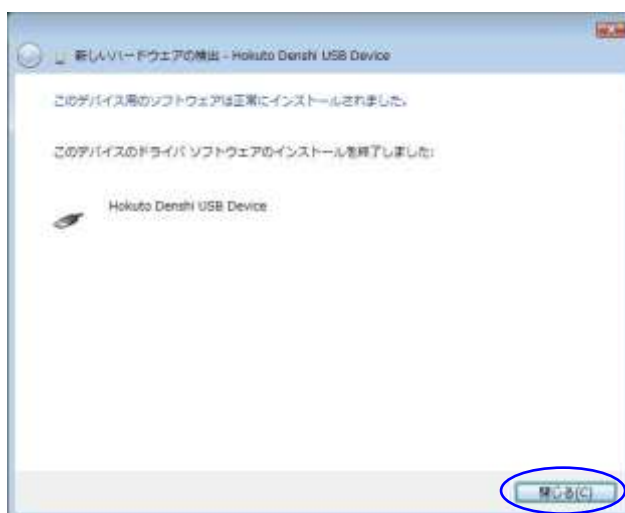 新しいハードウェアの検出 - Hokuto Denshi USB Device
このデバイス用のソフトウェアは正常にインストールされました。
このデバイスのドライバ ソフトウェアのインストールを終了しました:
Hokuto Denshi USB Device
閉じる(C)